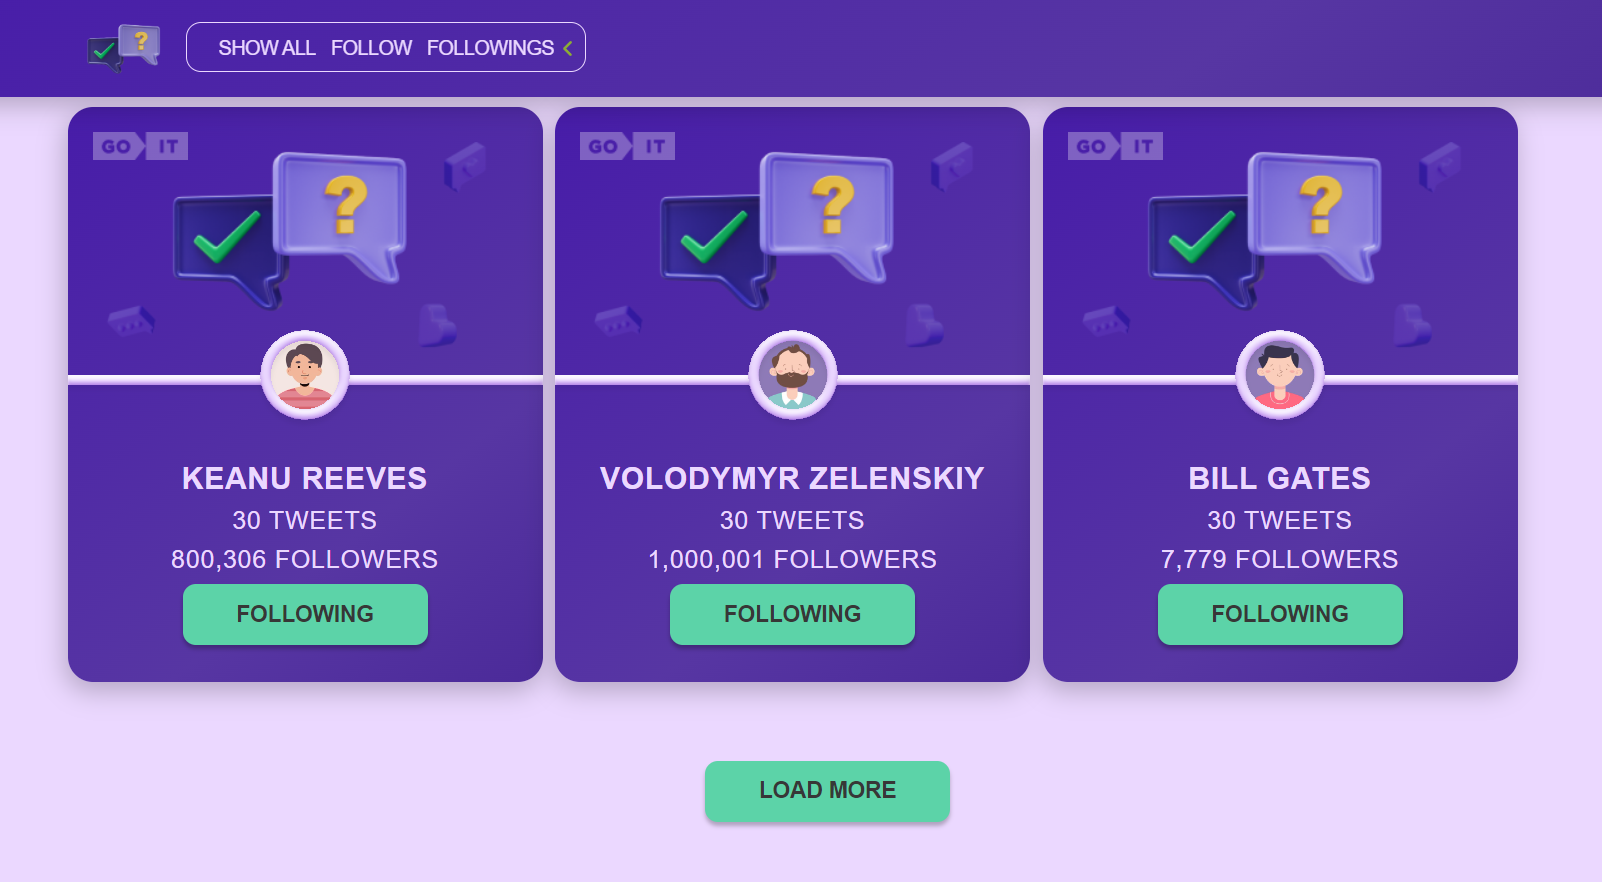 ?
SHOW ALL FOLLOW FOLLOWINGS <
GO IT
?
KEANU REEVES
30 TWEETS
800,306 FOLLOWERS
FOLLOWING
GO IT
?
VOLODYMYR ZELENSKIY
30 TWEETS
1,000,001 FOLLOWERS
FOLLOWING
GO IT
?
BILL GATES
30 TWEETS
7,779 FOLLOWERS
FOLLOWING
LOAD MORE